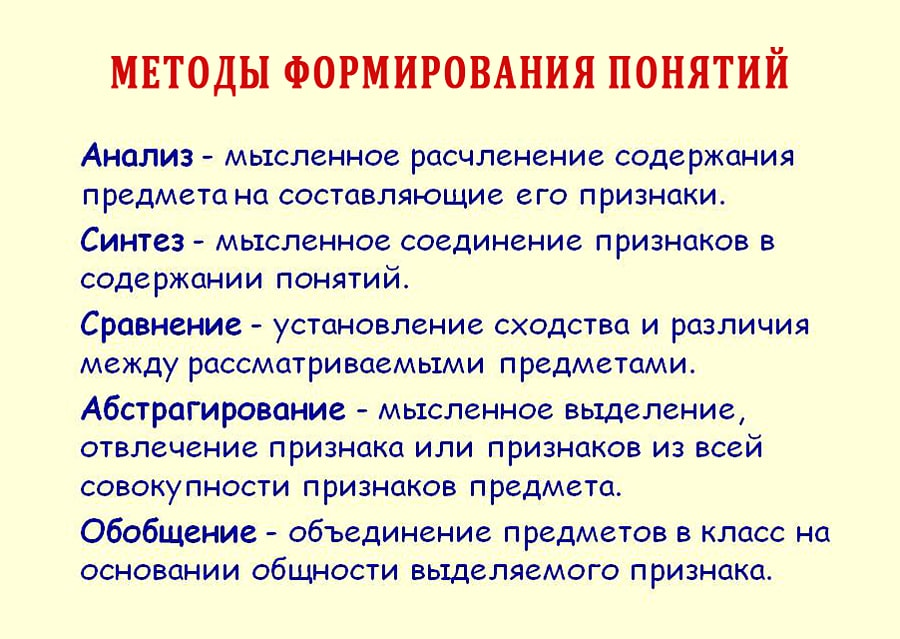 МЕТОДЫ ФОРМИРОВАНИЯ ПОНЯТИЙ
Анализ - мысленное расчленение содержания
предмета на составляющие его признаки.
Синтез - мысленное соединение признаков в
содержании понятий.
Сравнение - установление сходства и различия
между рассматриваемыми предметами.
Абстрагирование - мысленное выделение,
отвлечение признака или признаков из всей
совокупности признаков предмета.
Обобщение - объединение предметов в класс на
основании общности выделяемого признака.